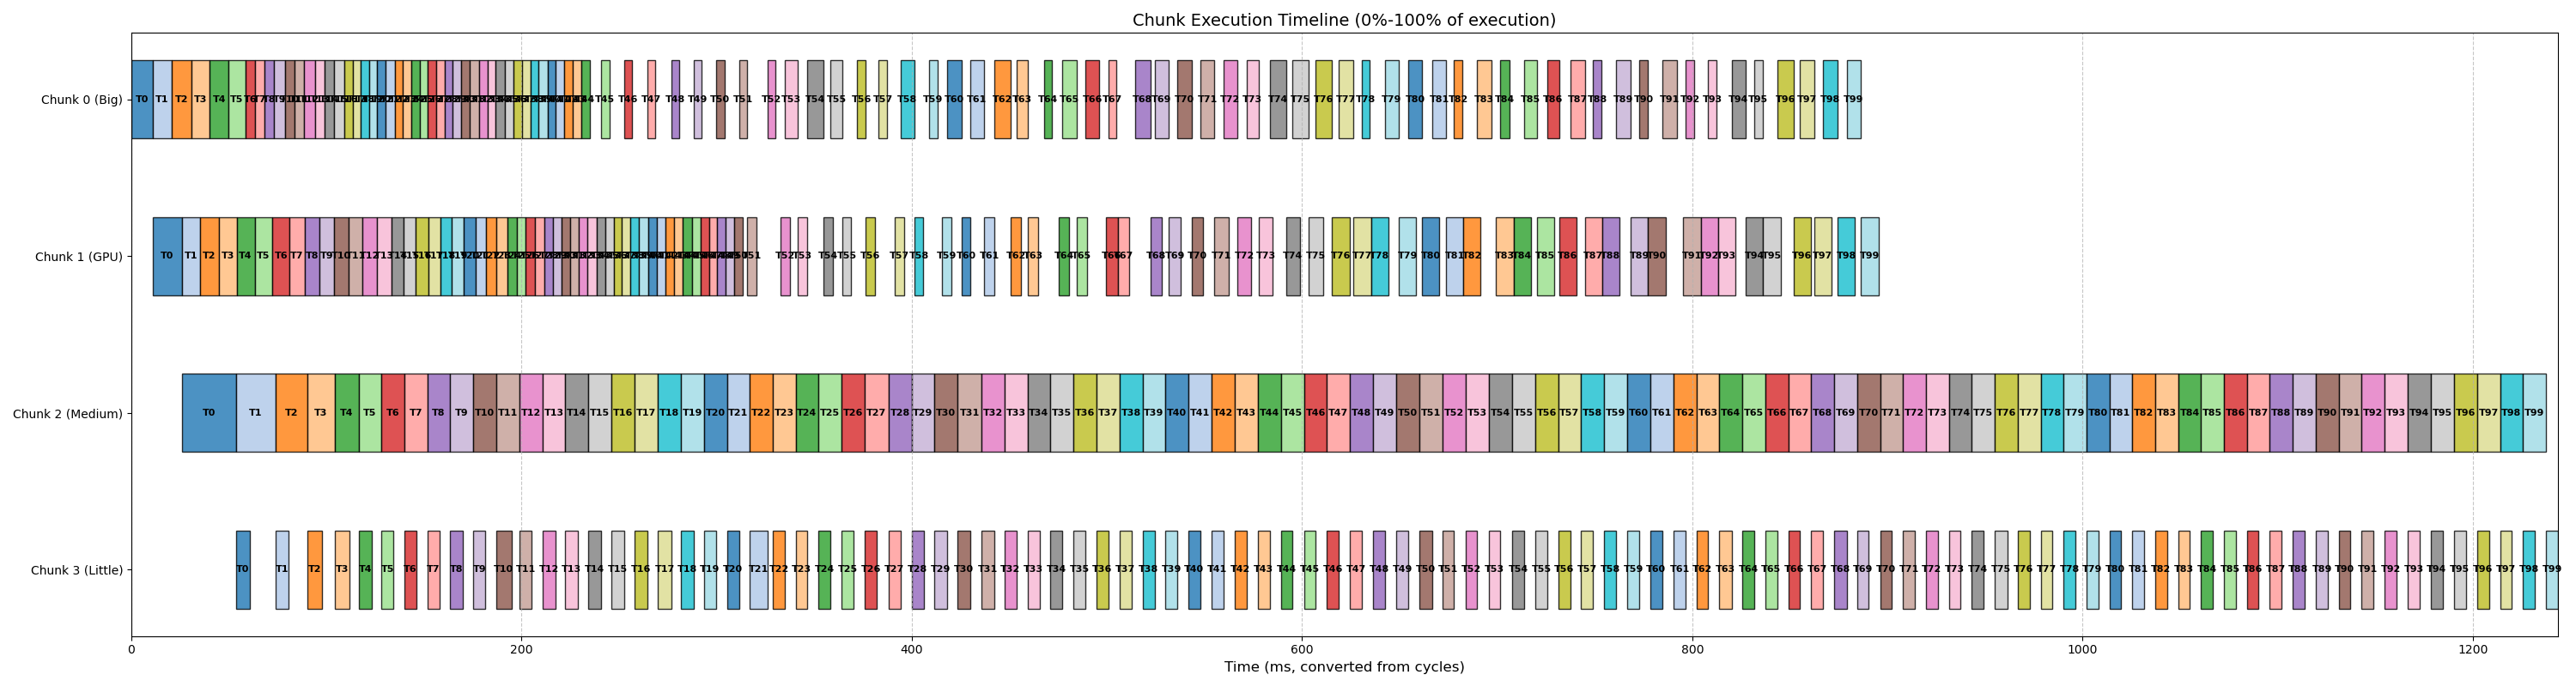 Chunk Execution Timeline (0%-100% of execution)
Chunk 0 (Big)
T0 T1 T2 T3 T4 T5 T45 T46 T47 T48 T49 T50 T51 T52 T53 T54 T55 T56 T57 T58 T59 T60 T61 T62 T63 T64 T65 T66 T67 T68 T69 T70 T71 T72 T73 T74 T75 T76 T77 T78 T79 T80 T81 T82 T83 T84 T85 T86 T87 T88 T89 T90 T91 T92 T93 T94 T95 T96 T97 T98 T99
Chunk 1 (GPU)
T0 T1 T2 T3 T4 T5 T6 T7 T8 T9 T10 T11 T12 T13 T52 T53 T54 T55 T56 T57 T58 T59 T60 T61 T62 T63 T64 T65 T66 T67 T68 T69 T70 T71 T72 T73 T74 T75 T76 T77 T78 T79 T80 T81 T82 T83 T84 T85 T86 T87 T88 T89 T90 T91 T92 T93 T94 T95 T96 T97 T98 T99
Chunk 2 (Medium)
T0 T1 T2 T3 T4 T5 T6 T7 T8 T9 T10 T11 T12 T13 T14 T15 T16 T17 T18 T19 T20 T21 T22 T23 T24 T25 T26 T27 T28 T29 T30 T31 T32 T33 T34 T35 T36 T37 T38 T39 T40 T41 T42 T43 T44 T45 T46 T47 T48 T49 T50 T51 T52 T53 T54 T55 T56 T57 T58 T59 T60 T61 T62 T63 T64 T65 T66 T67 T68 T69 T70 T71 T72 T73 T74 T75 T76 T77 T78 T79 T80 T81 T82 T83 T84 T85 T86 T87 T88 T89 T90 T91 T92 T93 T94 T95 T96 T97 T98 T99
Chunk 3 (Little)
T0 T1 T2 T3 T4 T5 T6 T7 T8 T9 T10 T11 T12 T13 T14 T15 T16 T17 T18 T19 T20 T21 T22 T23 T24 T25 T26 T27 T28 T29 T30 T31 T32 T33 T34 T35 T36 T37 T38 T39 T40 T41 T42 T43 T44 T45 T46 T47 T48 T49 T50 T51 T52 T53 T54 T55 T56 T57 T58 T59 T60 T61 T62 T63 T64 T65 T66 T67 T68 T69 T70 T71 T72 T73 T74 T75 T76 T77 T78 T79 T80 T81 T82 T83 T84 T85 T86 T87 T88 T89 T90 T91 T92 T93 T94 T95 T96 T97 T98 T99
0 200 400 600 800 1000 1200
Time (ms, converted from cycles)